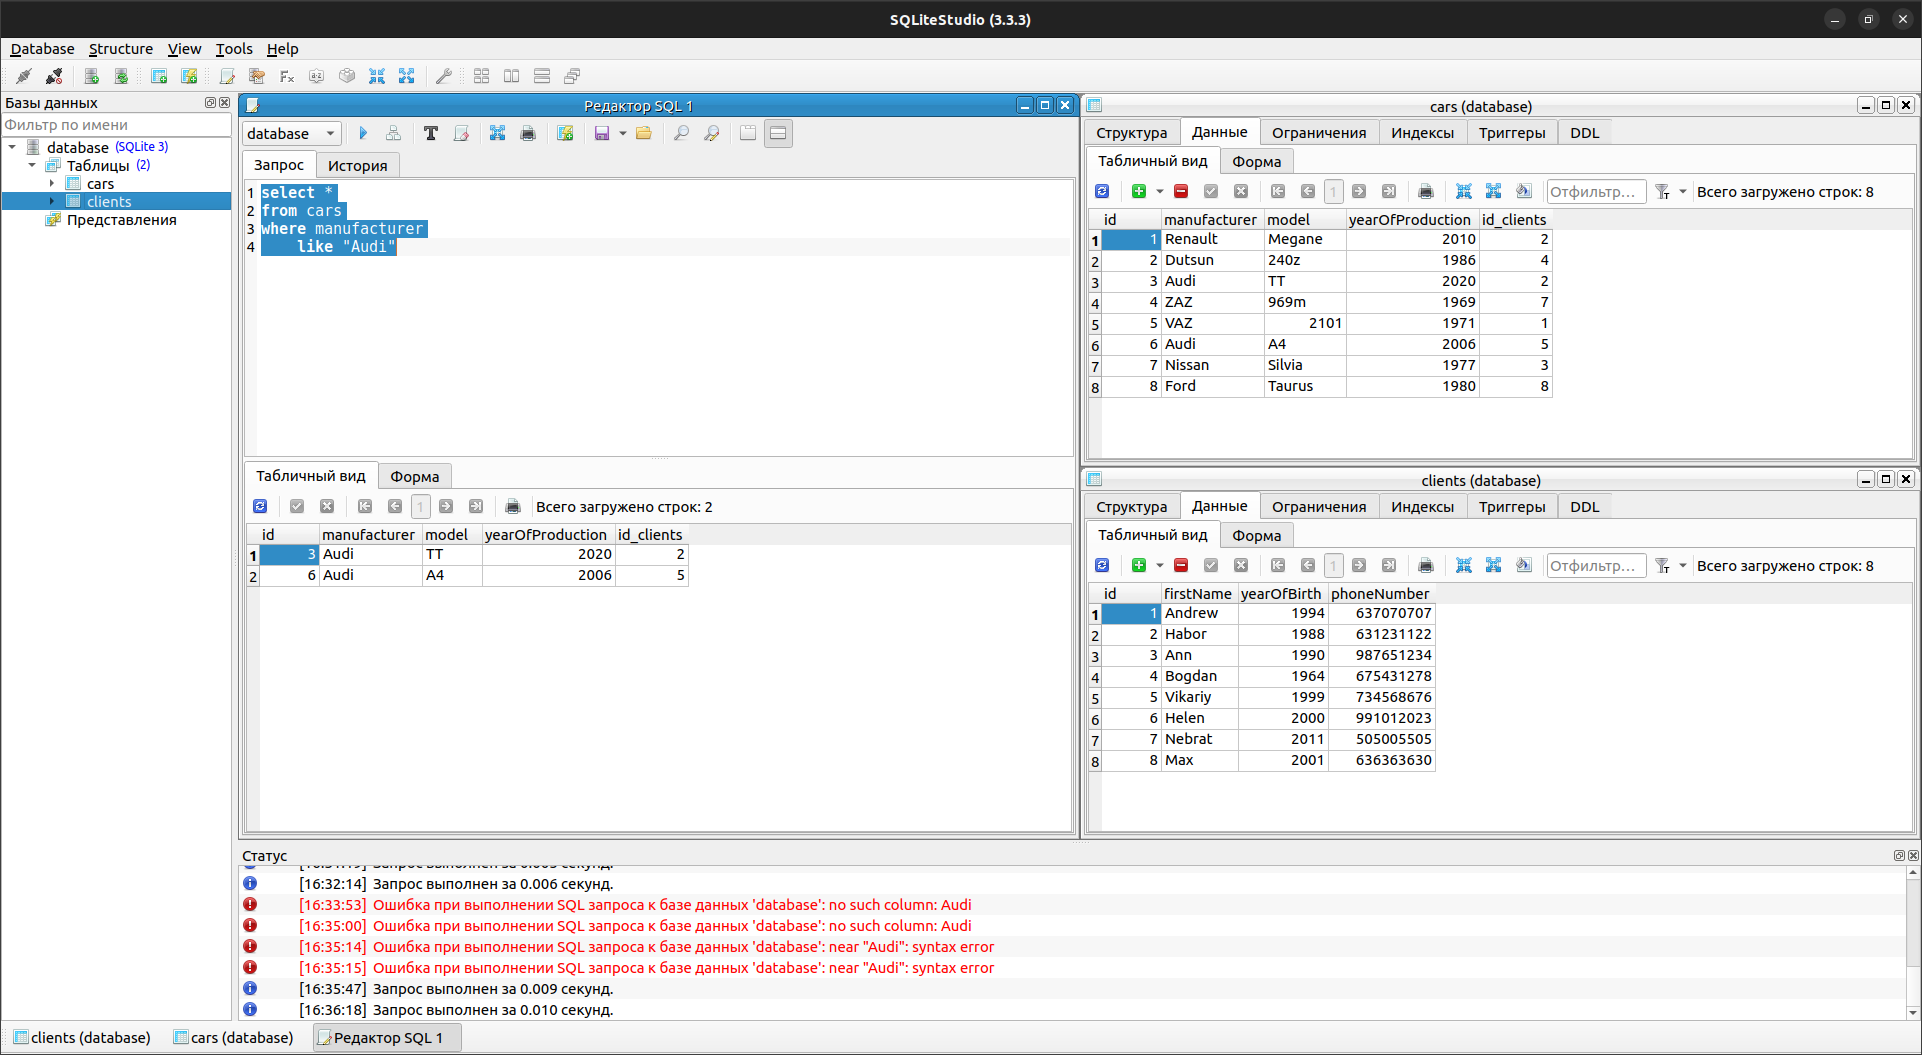 SQLiteStudio (3.3.3)
Database Structure View Tools Help
Базы данных
Фильтр по имени
database (SQLite 3)
Таблицы (2)
cars
clients
Представления
Редактор SQL 1
database
Запрос История
1 select *
2 from cars
3 where manufacturer
4 like "Audi"
Табличный вид Форма
1 Всего загружено строк: 2
id manufacturer model yearOfProduction id_clients
1 3 Audi TT 2020 2
2 6 Audi A4 2006 5
cars (database)
Структура Данные Ограничения Индексы Триггеры DDL
Табличный вид Форма
1 Отфильтр... Всего загружено строк: 8
id manufacturer model yearOfProduction id_clients
1 1 Renault Megane 2010 2
2 2 Dutsun 240z 1986 4
3 3 Audi TT 2020 2
4 4 ZAZ 969m 1969 7
5 5 VAZ 2101 1971 1
6 6 Audi A4 2006 5
7 7 Nissan Silvia 1977 3
8 8 Ford Taurus 1980 8
clients (database)
Структура Данные Ограничения Индексы Триггеры DDL
Табличный вид Форма
1 Отфильтр... Всего загружено строк: 8
id firstName yearOfBirth phoneNumber
1 1 Andrew 1994 637070707
2 2 Habor 1988 631231122
3 3 Ann 1990 987651234
4 4 Bogdan 1964 675431278
5 5 Vikariy 1999 734568676
6 6 Helen 2000 991012023
7 7 Nebrat 2011 505005505
8 8 Max 2001 636363630
Статус
[16:32:14] Запрос выполнен за 0.006 секунд.
[16:33:53] Ошибка при выполнении SQL запроса к базе данных 'database': no such column: Audi
[16:35:00] Ошибка при выполнении SQL запроса к базе данных 'database': no such column: Audi
[16:35:14] Ошибка при выполнении SQL запроса к базе данных 'database': near "Audi": syntax error
[16:35:15] Ошибка при выполнении SQL запроса к базе данных 'database': near "Audi": syntax error
[16:35:47] Запрос выполнен за 0.009 секунд.
[16:36:18] Запрос выполнен за 0.010 секунд.
clients (database) cars (database) Редактор SQL 1